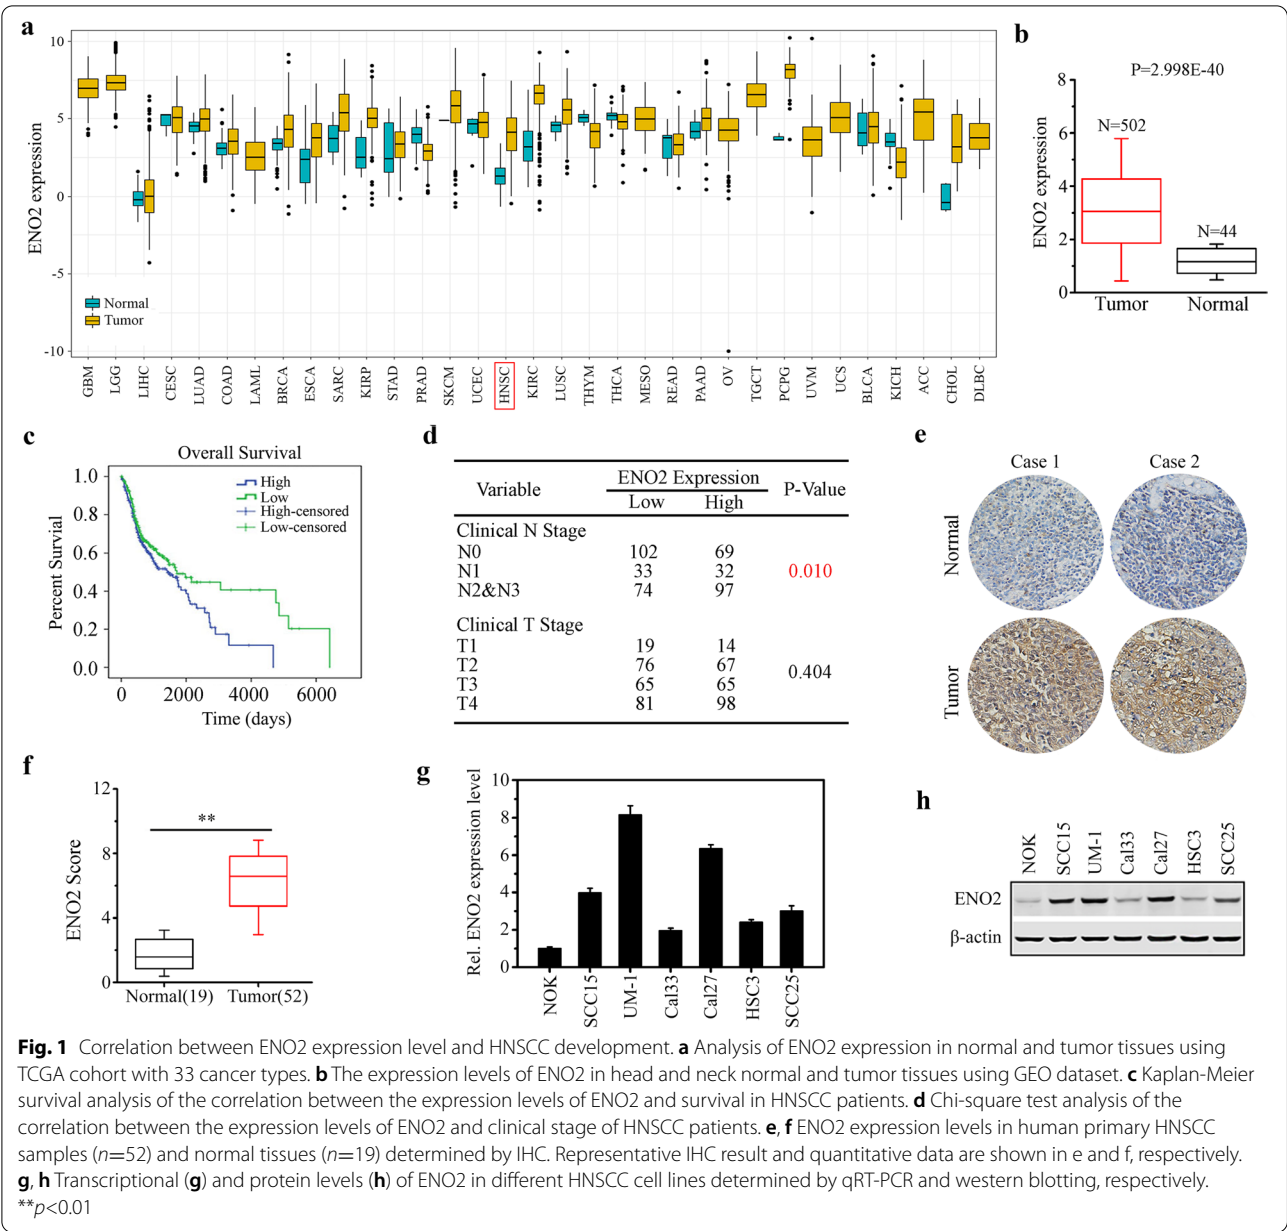 a
10
5
0
-5
-10
ENO2 expression
Normal
Tumor
GBM
LGG
LIHC
CESC
LUAD
COAD
LAML
BRCA
ESCA
SARC
KIRP
STAD
PRAD
SKCM
UCEC
HNSC
KIRC
LUSC
THYM
THCA
MESO
READ
PAAD
OV
TGCT
PCPG
UVM
UCS
BLCA
KICH
ACC
CHOL
DLBC
b
P=2.998E-40
8
6
4
2
0
ENO2 expression
N=502
N=44
Tumor Normal
c
Overall Survival
1.0
0.8
0.6
0.4
0.2
0.0
Percent Survial
High
Low
High-censored
Low-censored
0 2000 4000 6000
Time (days)
d
Variable ENO2 Expression P-Value
Low High
Clinical N Stage
N0 102 69
N1 33 32 0.010
N2&N3 74 97
Clinical T Stage
T1 19 14
T2 76 67
T3 65 65
T4 81 98
0.404
e
Case 1 Case 2
Normal
Tumor
f
12
8
4
0
ENO2 Score
**
Normal(19) Tumor(52)
g
10
8
6
4
2
0
Rel. ENO2 expression level
NOK
SCC15
UM-1
Cal33
Cal27
HSC3
SCC25
h
NOK
SCC15
UM-1
Cal33
Cal27
HSC3
SCC25
ENO2
β-actin
Fig. 1 Correlation between ENO2 expression level and HNSCC development. a Analysis of ENO2 expression in normal and tumor tissues using
TCGA cohort with 33 cancer types. b The expression levels of ENO2 in head and neck normal and tumor tissues using GEO dataset. c Kaplan-Meier
survival analysis of the correlation between the expression levels of ENO2 and survival in HNSCC patients. d Chi-square test analysis of the
correlation between the expression levels of ENO2 and clinical stage of HNSCC patients. e, f ENO2 expression levels in human primary HNSCC
samples (n=52) and normal tissues (n=19) determined by IHC. Representative IHC result and quantitative data are shown in e and f, respectively.
g, h Transcriptional (g) and protein levels (h) of ENO2 in different HNSCC cell lines determined by qRT-PCR and western blotting, respectively.
**p<0.01